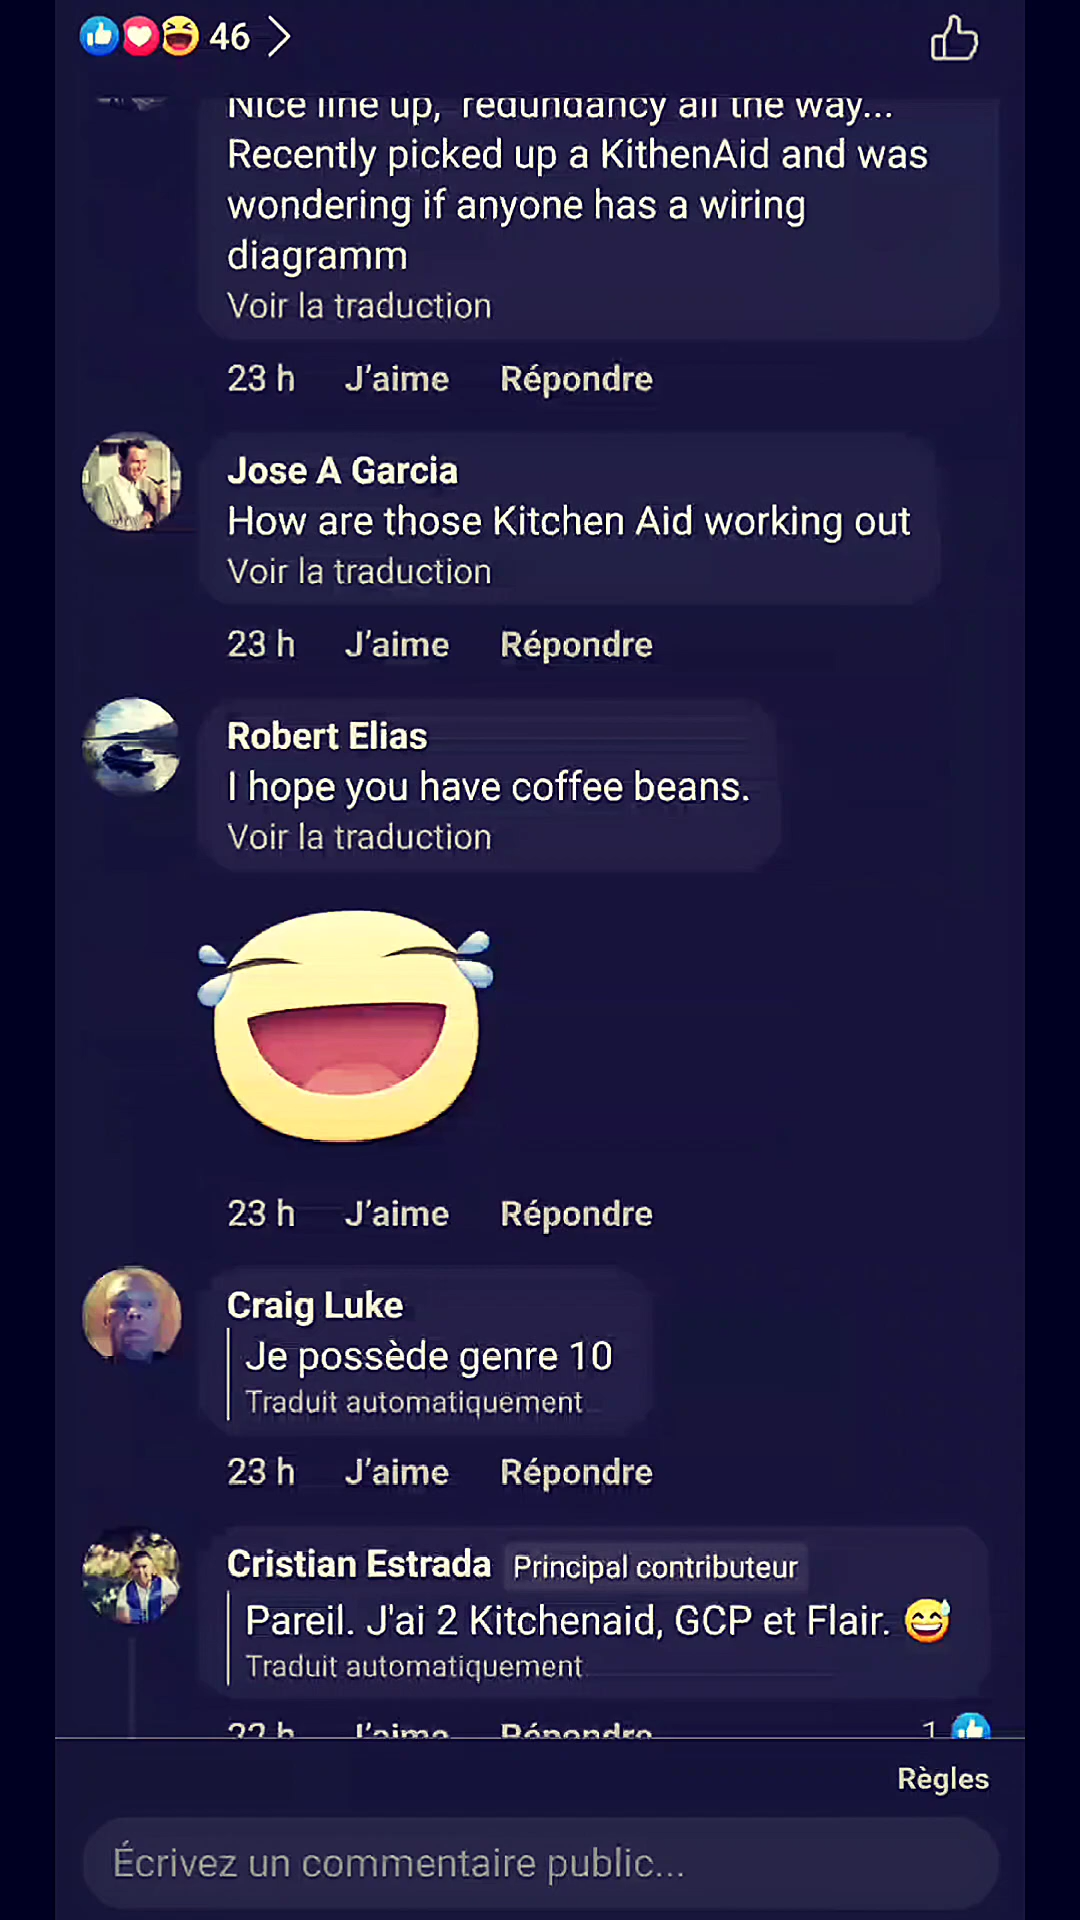 46
Nice line up, redundancy all the way...
Recently picked up a KithenAid and was
wondering if anyone has a wiring
diagramm
Voir la traduction
23 h J'aime Répondre
Jose A Garcia
How are those Kitchen Aid working out
Voir la traduction
23 h J'aime Répondre
Robert Elias
I hope you have coffee beans.
Voir la traduction
23 h J'aime Répondre
Craig Luke
Je possède genre 10
Traduit automatiquement
23 h J'aime Répondre
Cristian Estrada Principal contributeur
Pareil. J'ai 2 Kitchenaid, GCP et Flair. 😅
Traduit automatiquement
22 h J'aime Répondre 1
Règles
Écrivez un commentaire public...